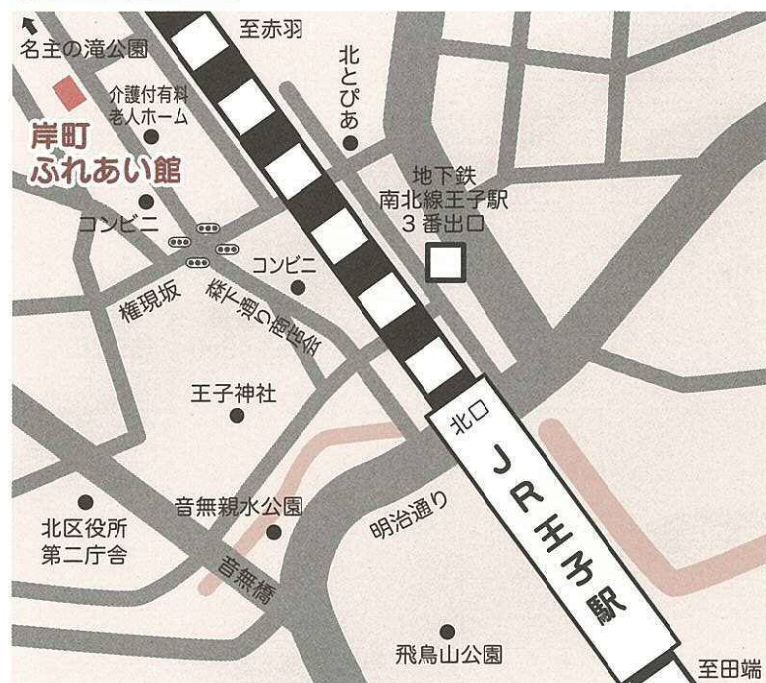 至赤羽
名主の滝公園
介護付有料
老人ホーム
北とぴあ
岸町
ふれあい館
地下鉄
南北線王子駅
3番出口
コンビニ
コンビニ
権現坂
森下通り商店会
王子神社
北口
JR王子駅
音無親水公園
明治通り
北区役所
第二庁舎
音無橋
飛鳥山公園
至田端